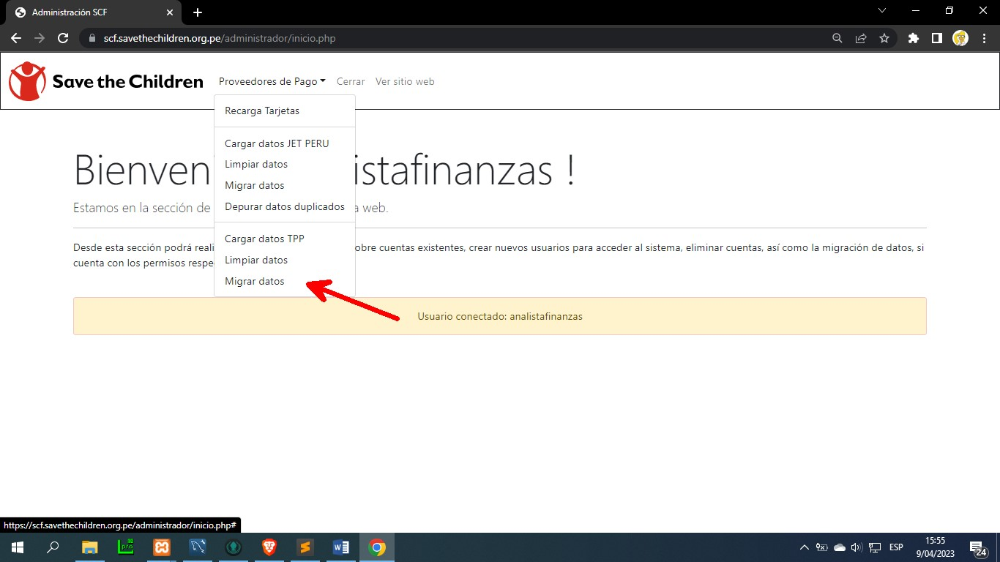 Administración SCF
scf.savethechildren.org.pe/administrador/inicio.php
Save the Children
Proveedores de Pago
Cerrar
Ver sitio web
Recarga Tarjetas
Cargar datos JET PERU
Limpiar datos
Migrar datos
Depurar datos duplicados
Cargar datos TPP
Limpiar datos
Migrar datos
Bienven istafinanzas !
Estamos en la sección de a web.
Desde esta sección podrá reali obre cuentas existentes, crear nuevos usuarios para acceder al sistema, eliminar cuentas, así como la migración de datos, si
cuenta con los permisos respe
Usuario conectado: analistafinanzas
https://scf.savethechildren.org.pe/administrador/inicio.php#
32
pro
ESP
15:55
9/04/2023
24